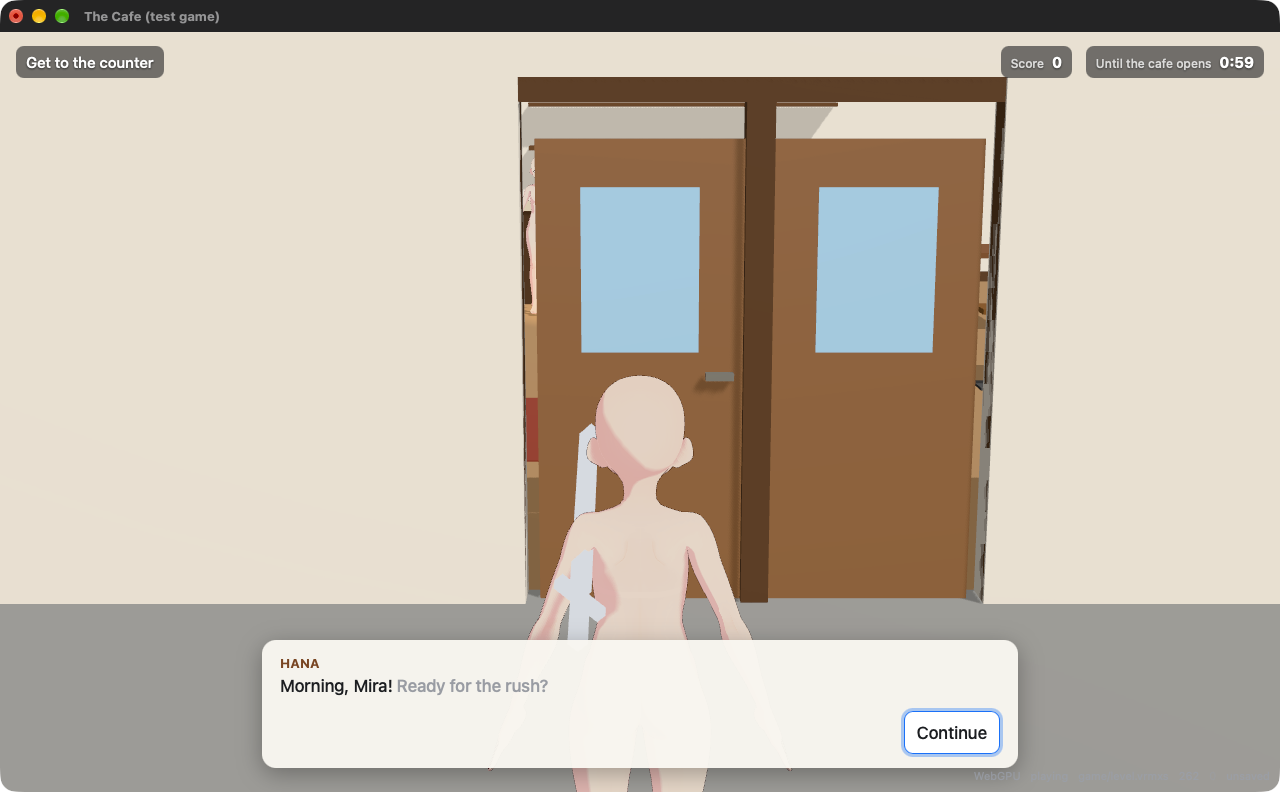 The Cafe (test game)
Get to the counter
Score 0
Until the cafe opens 0:59
HANA
Morning, Mira! Ready for the rush?
Continue
WebGPU